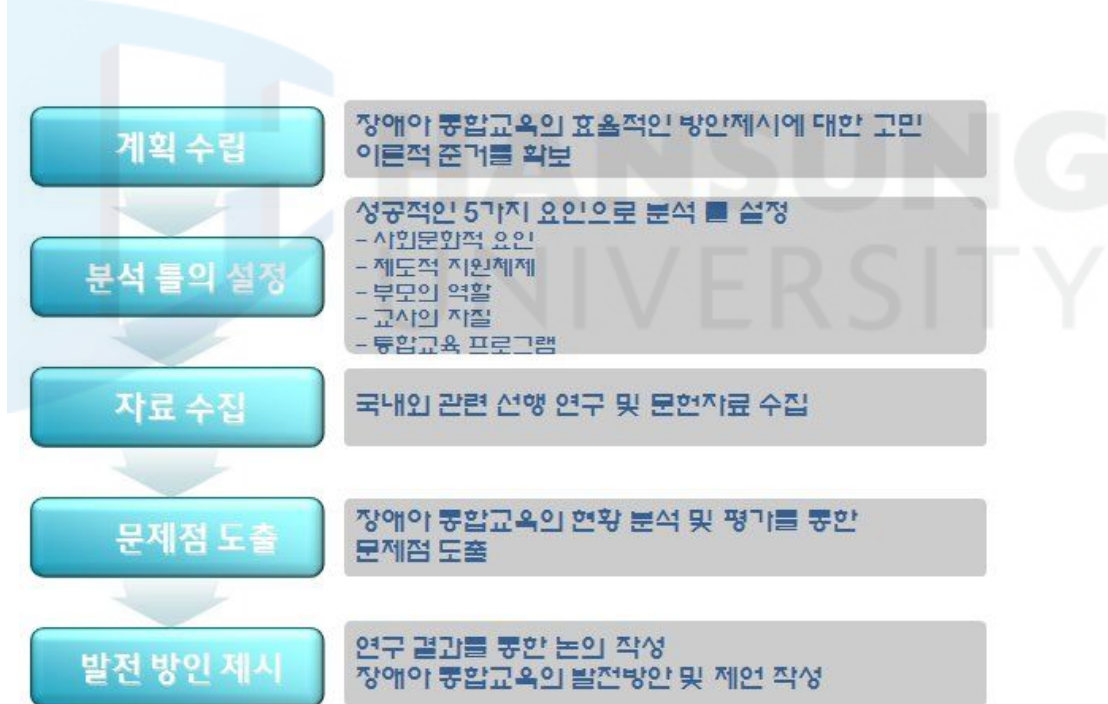 계획 수립
장애아 통합교육의 효율적인 방안제시에 대한 고민
이론적 준거를 확보
분석 틀의 설정
성공적인 5가지 요인으로 분석 틀 설정
- 사회문화적 요인
- 제도적 지원체제
- 부모의 역할
- 교사의 자질
- 통합교육 프로그램
자료 수집
국내외 관련 선행 연구 및 문헌자료 수집
문제점 도출
장애아 통합교육의 현황 분석 및 평가를 통한
문제점 도출
발전 방인 제시
연구 결과를 통한 논의 작성
장애아 통합교육의 발전방안 및 제언 작성
HANSUNG
UNIVERSITY